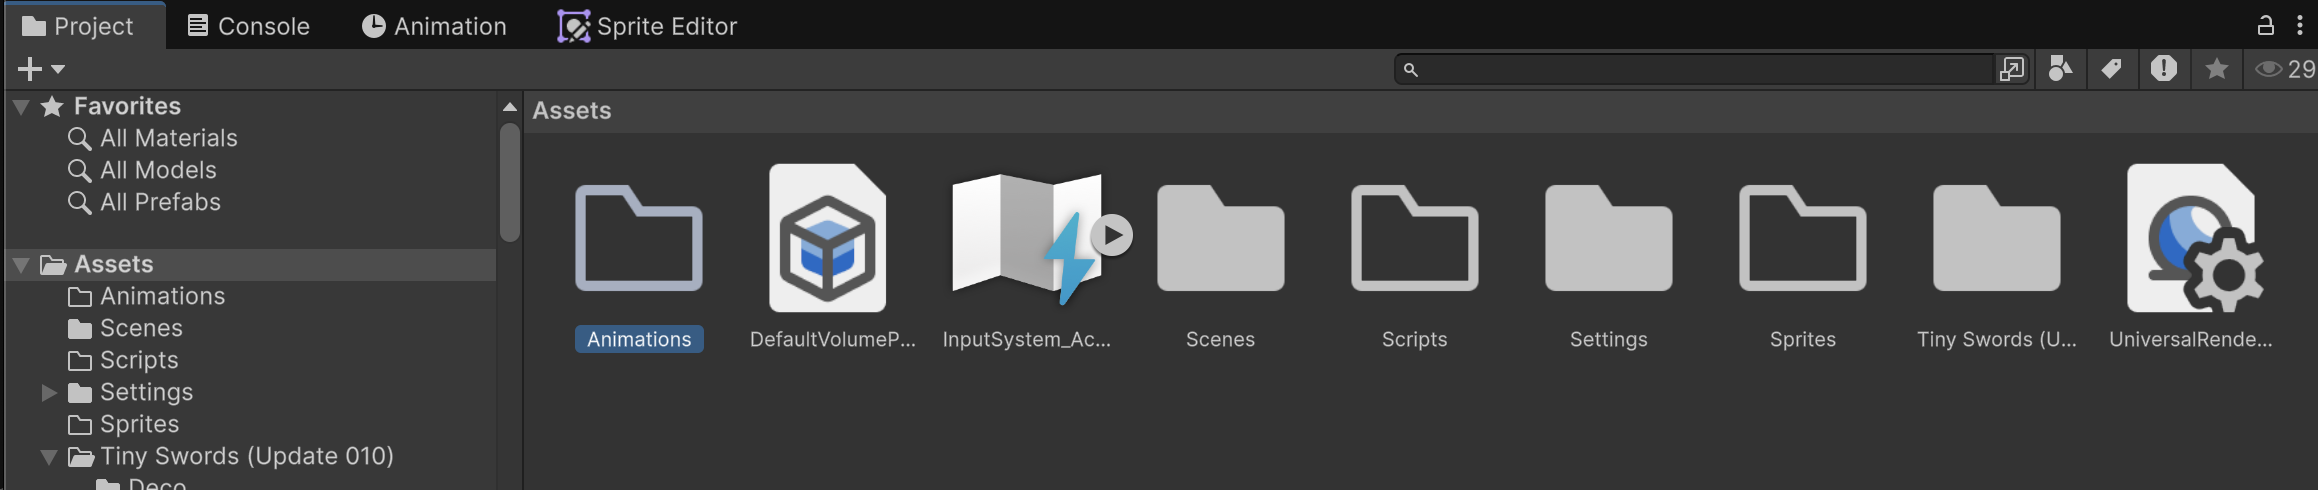 Project Console Animation Sprite Editor
29
Favorites
All Materials
All Models
All Prefabs
Assets
Animations
Scenes
Scripts
Settings
Sprites
Tiny Swords (Update 010)
Deco
Assets
Animations DefaultVolumeP... InputSystem_Ac... Scenes Scripts Settings Sprites Tiny Swords (U... UniversalRende...